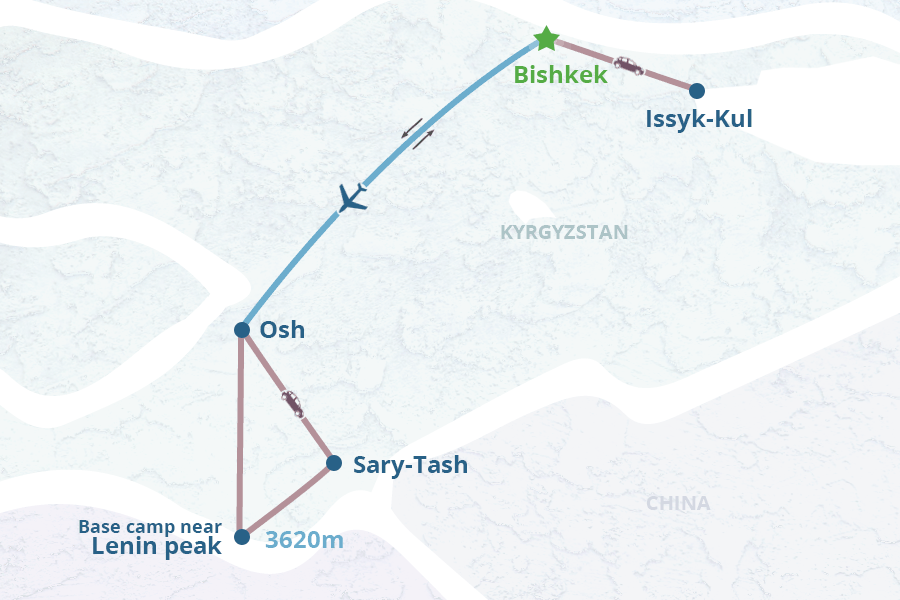 Bishkek
Issyk-Kul
KYRGYZSTAN
Osh
Sary-Tash
CHINA
Base camp near
Lenin peak
3620m